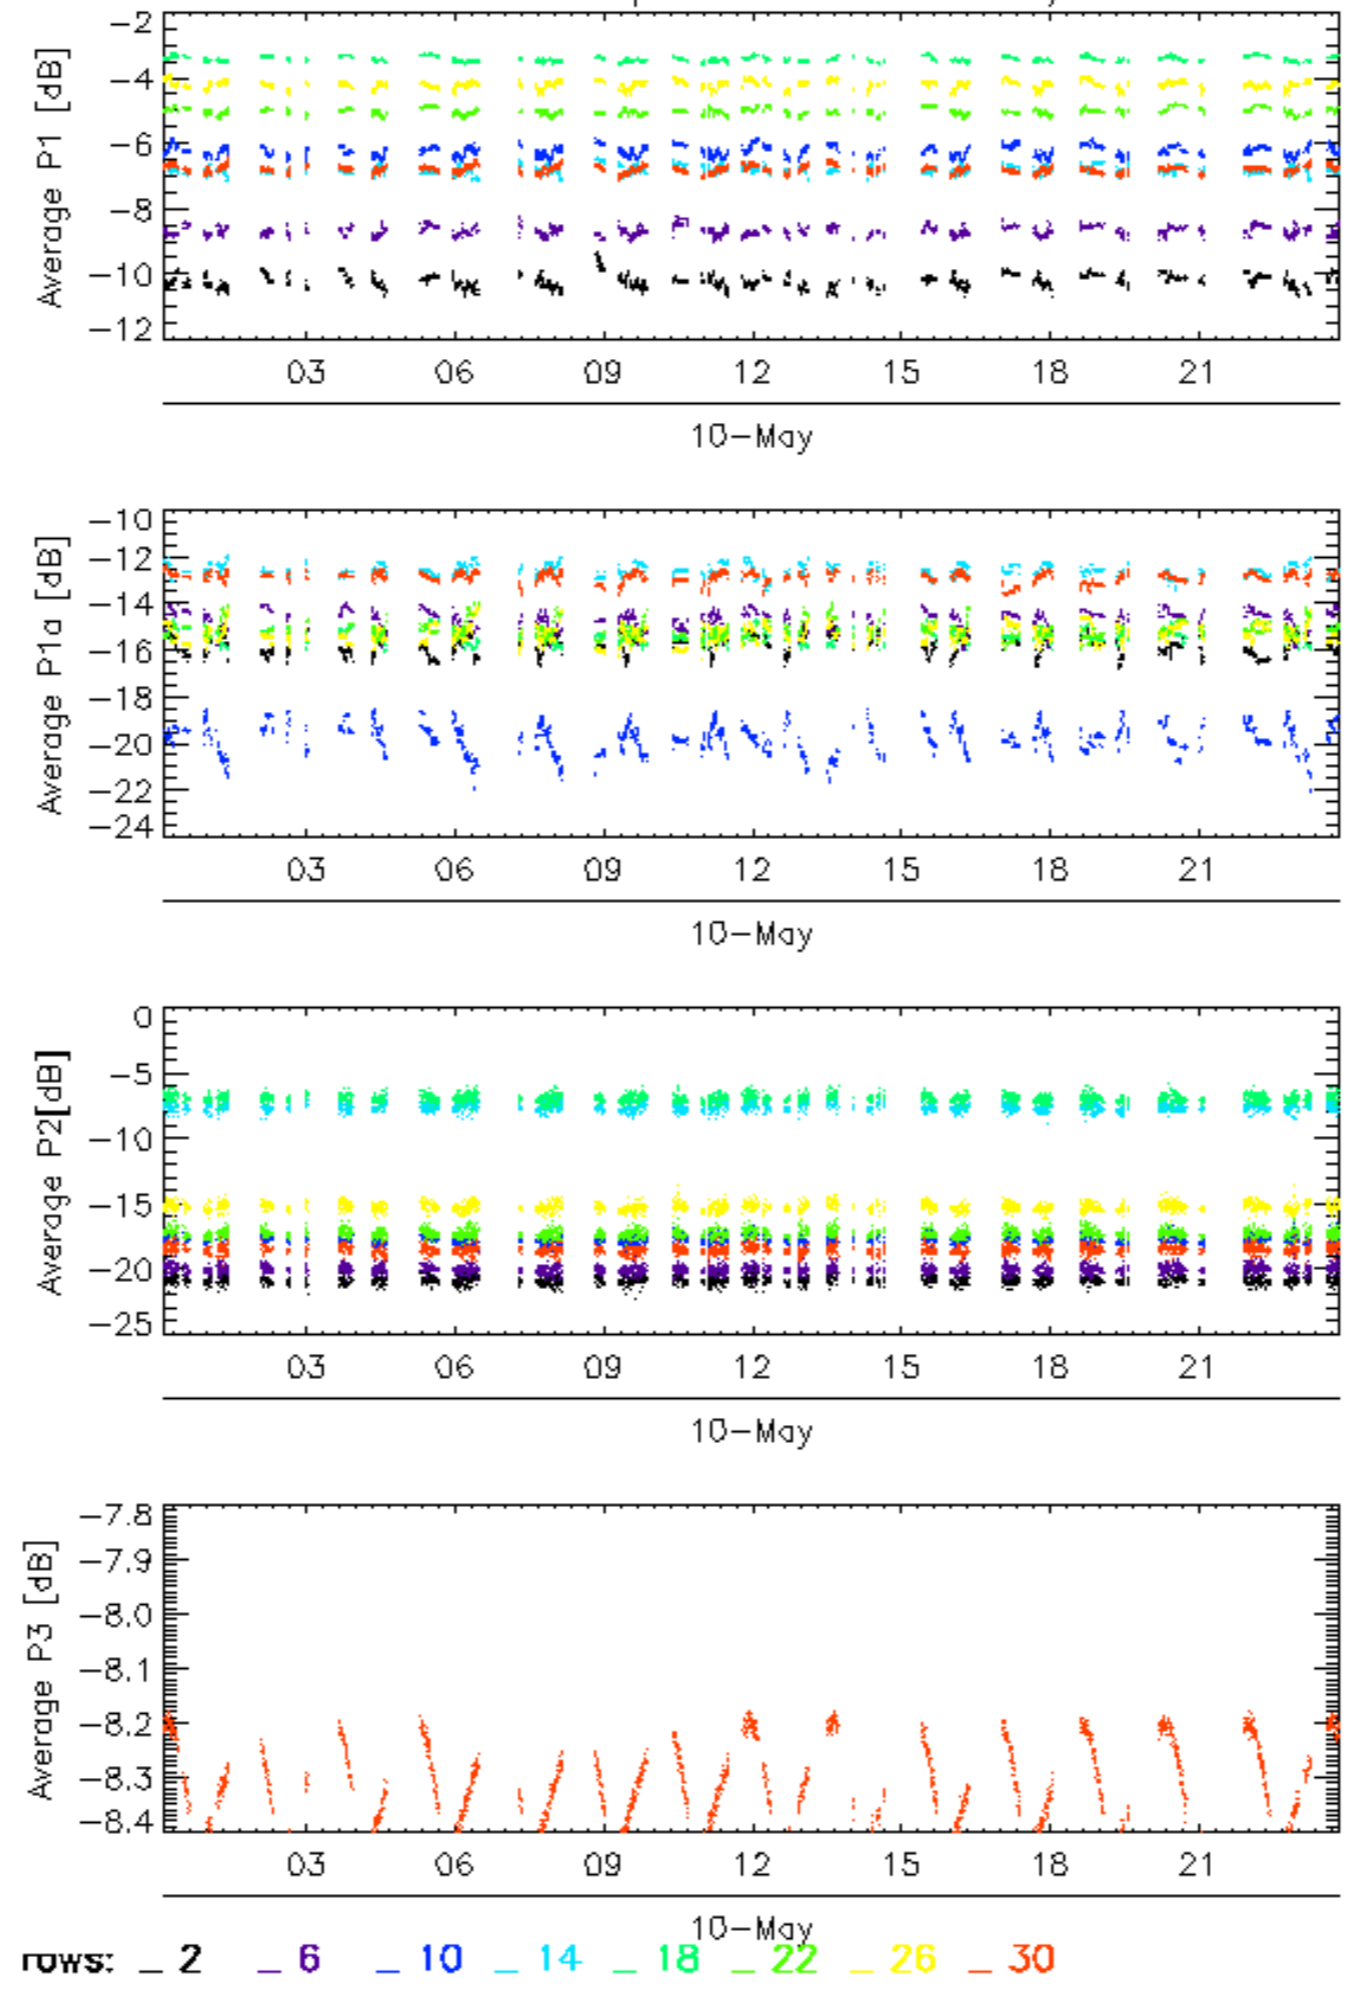 Average P1 [dB]
-2
-4
-6
-8
-10
-12
03 06 09 12 15 18 21
10-May
Average P1a [dB]
-10
-12
-14
-16
-18
-20
-22
-24
03 06 09 12 15 18 21
10-May
Average P2[dB]
0
-5
-10
-15
-20
-25
03 06 09 12 15 18 21
10-May
Average P3 [dB]
-7.8
-7.9
-8.0
-8.1
-8.2
-8.3
-8.4
03 06 09 12 15 18 21
10-May
rows: _ 2 _ 6 _ 10 _ 14 _ 18 _ 22 _ 26 _ 30